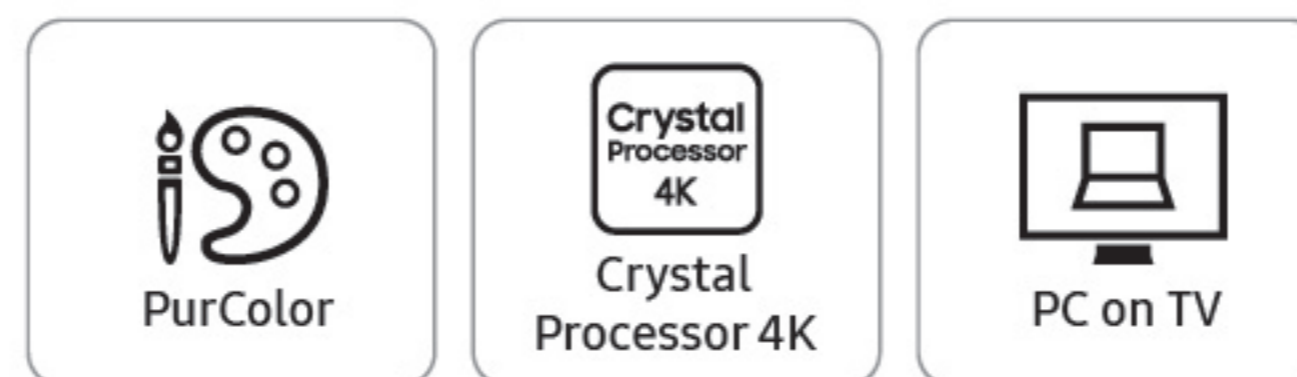 Crystal
Processor
4K
PurColor
Crystal
Processor 4K
PC on TV